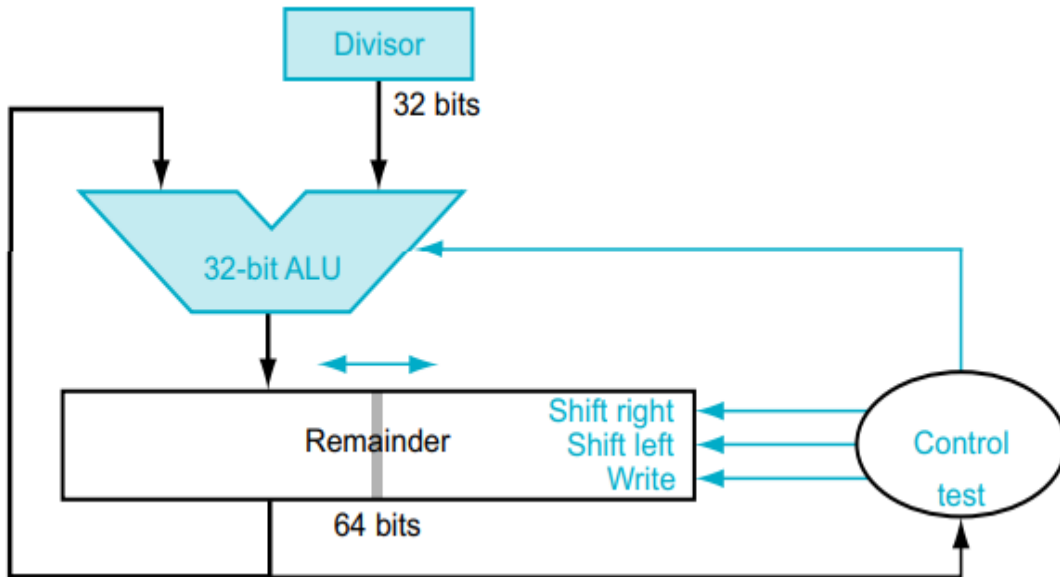 Divisor
32 bits
32-bit ALU
Shift right
Remainder
Shift left
Write
Control
test
64 bits